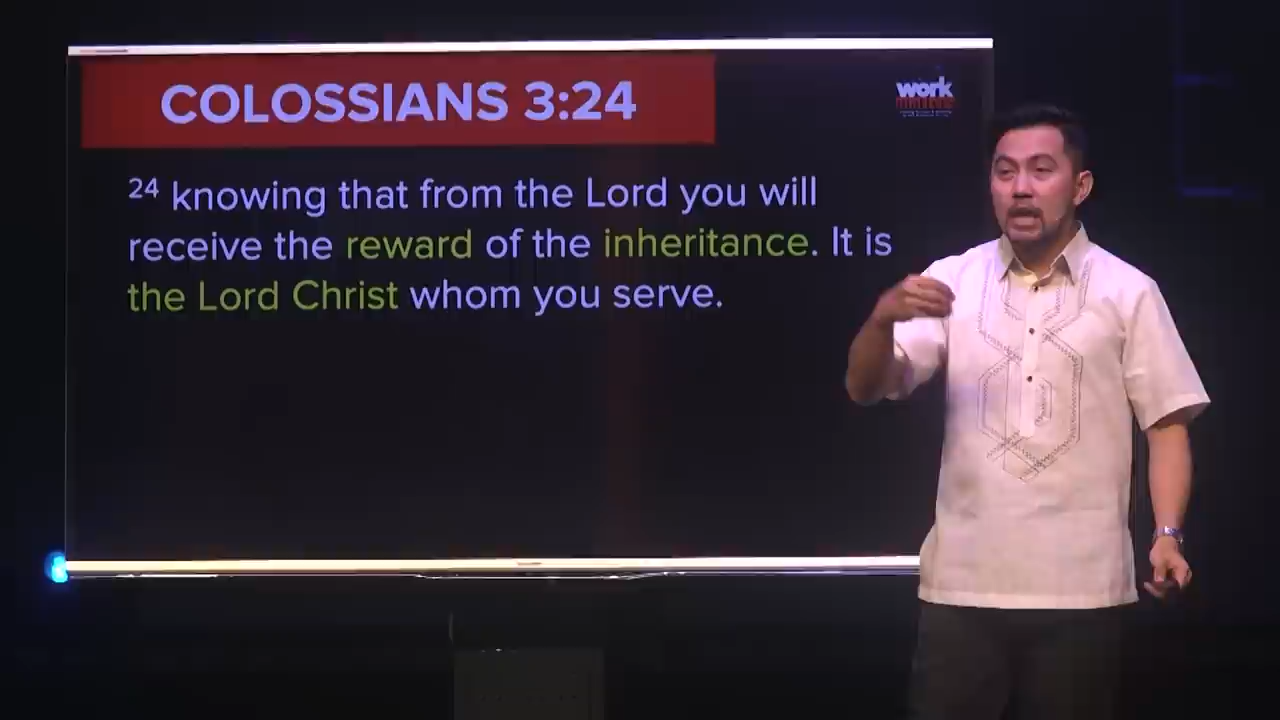 COLOSSIANS 3:24
work
24 knowing that from the Lord you will
receive the reward of the inheritance. It is
the Lord Christ whom you serve.